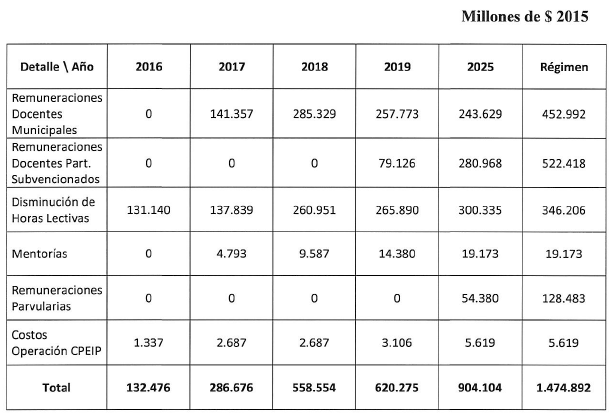 Millones de $ 2015
Detalle \ Año 2016 2017 2018 2019 2025 Régimen
Remuneraciones
Docentes
Municipales
0 141.357 285.329 257.773 243.629 452.992
Remuneraciones
Docentes Part.
Subvencionados
0 0 0 79.126 280.968 522.418
Disminución de
Horas Lectivas
131.140 137.839 260.951 265.890 300.335 346.206
Mentorías 0 4.793 9.587 14.380 19.173 19.173
Remuneraciones
Parvularias
0 0 0 0 54.380 128.483
Costos
Operación CPEIP
1.337 2.687 2.687 3.106 5.619 5.619
Total 132.476 286.676 558.554 620.275 904.104 1.474.892